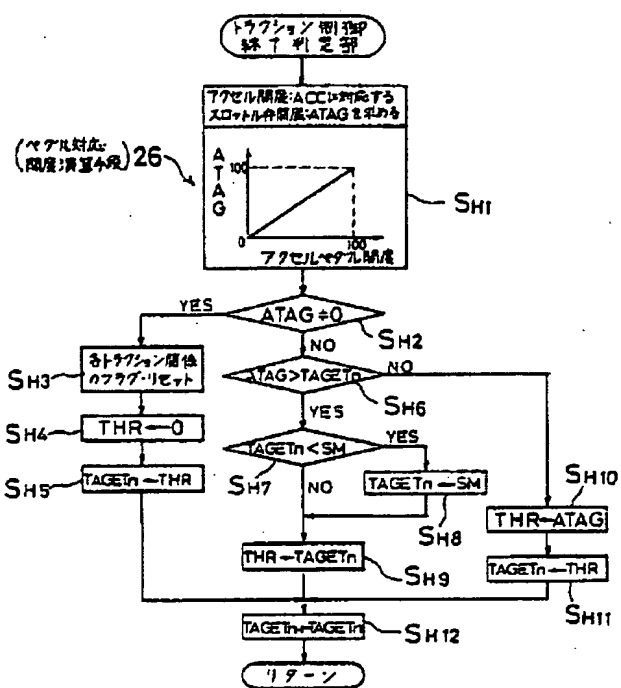 トラクション制御
終了判定部
アクセル開度:ACCに対応する
スロットル弁開度:ATAGを求める
(ペダル対応
開度演算手段) 26
ATAG
100
0
100
アクセルペダル開度
SH1
YES
ATAG≠0
SH2
NO
各トラクション関係
のフラグ・リセット
SH3
ATAG>TAGETn
NO
SH6
YES
THR←0
SH4
TAGETn<SM
YES
SH7
NO
TAGETn←THR
SH5
TAGETn←SM
SH8
SH10
THR←ATAG
THR←TAGETn
SH9
TAGETn←THR
SH11
TAGETn←TAGETn
SH12
リターン